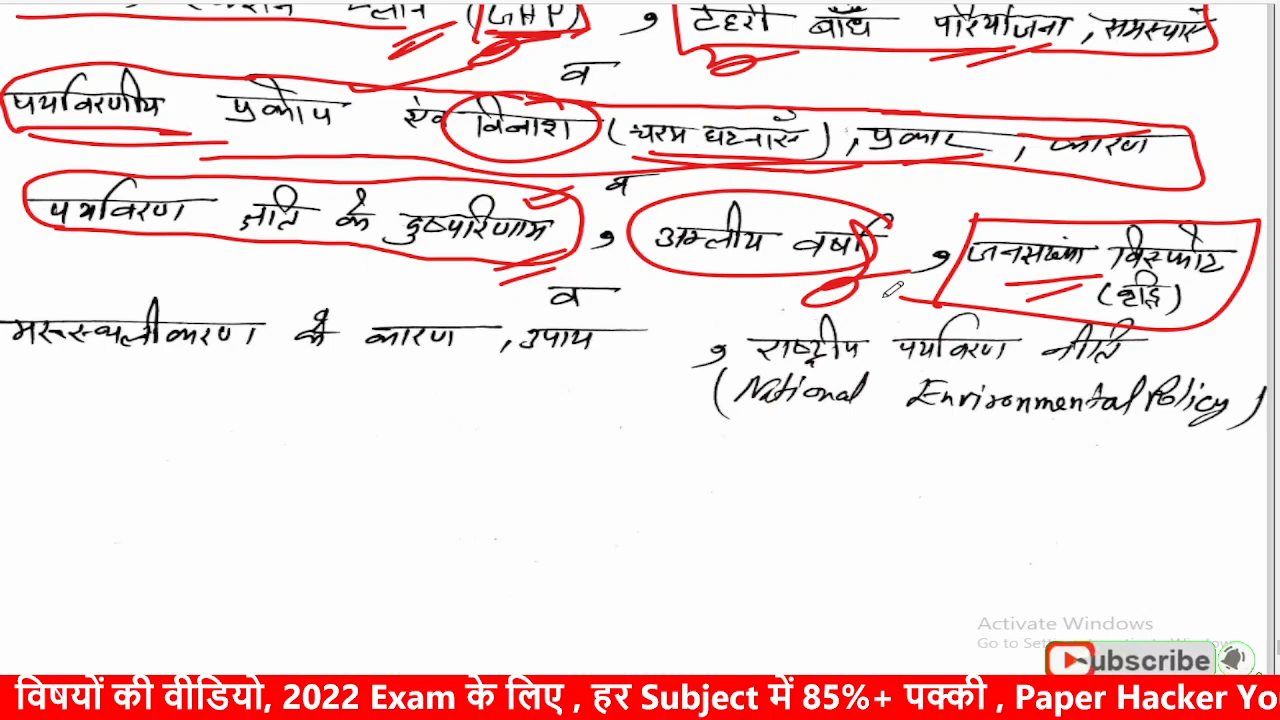 (GAP) , टेहरी बाँध परियोजना , समस्याएँ
व
पर्यावरणीय प्रकोप एंव विनाश (चरम घटनाएँ) , प्रकार , कारण
व
पर्यावरण क्षति के दुष्परिणाम , अम्लीय वर्षा , जनसंख्या विस्फोट
(वृद्धि)
व
मरूस्थलीकरण के कारण , उपाय , राष्ट्रीय पर्यावरण नीति
(National Environmental Policy)
Activate Windows
Subscribe
विषयों की वीडियो, 2022 Exam के लिए , हर Subject में 85%+ पक्की , Paper Hacker Yo